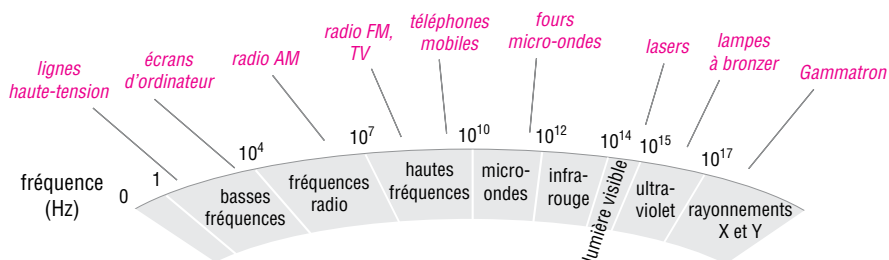 lignes
haute-tension
écrans
d'ordinateur
radio AM
radio FM,
TV
téléphones
mobiles
fours
micro-ondes
lasers
lampes
à bronzer
Gammatron
fréquence
(Hz)
0
1
10⁴
10⁷
10¹⁰
10¹²
10¹⁴
10¹⁵
10¹⁷
basses
fréquences
fréquences
radio
hautes
fréquences
micro-
ondes
infra-
rouge
lumière visible
ultra-
violet
rayonnements
X et Y